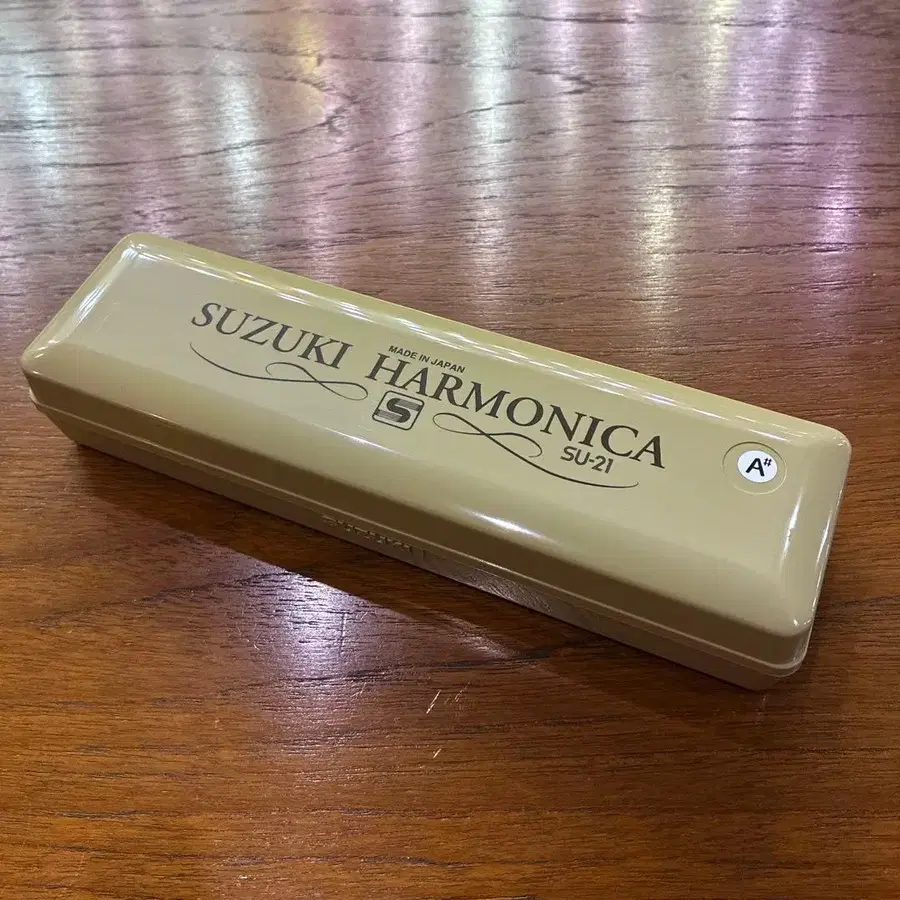 SUZUKI HARMONICA
MADE IN JAPAN
S
SU-21
A#